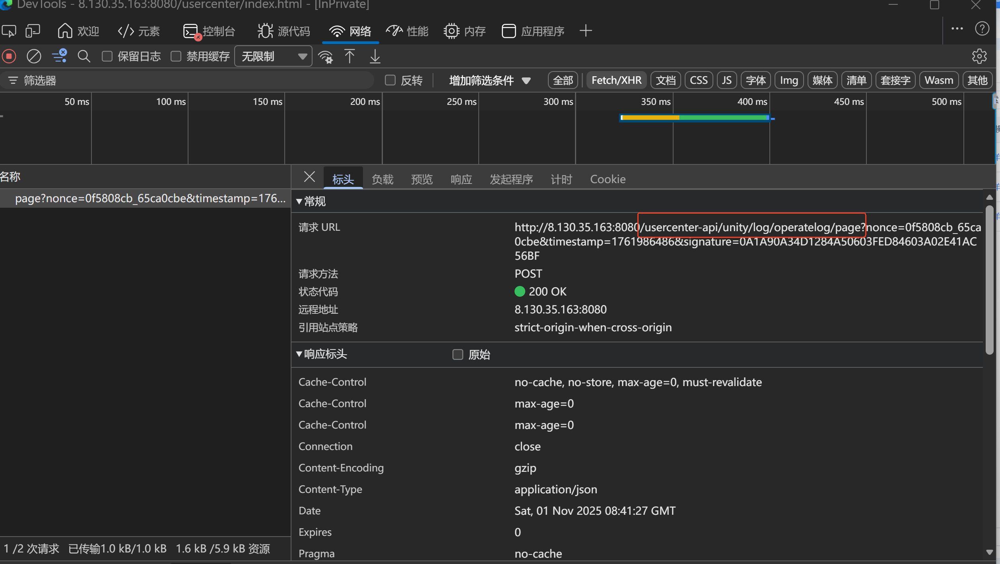 DevTools - 8.130.35.163:8080/usercenter/index.html - [InPrivate]
欢迎
元素
控制台
源代码
网络
性能
内存
应用程序
保留日志
禁用缓存
无限制
筛选器
反转
增加筛选条件
全部
Fetch/XHR
文档
CSS
JS
字体
Img
媒体
清单
套接字
Wasm
其他
50 ms
100 ms
150 ms
200 ms
250 ms
300 ms
350 ms
400 ms
450 ms
500 ms
名称
标头
负载
预览
响应
发起程序
计时
Cookie
page?nonce=0f5808cb_65ca0cbe&timestamp=176...
常规
请求 URL
http://8.130.35.163:8080/usercenter-api/unity/log/operatelog/page?nonce=0f5808cb_65ca
0cbe&timestamp=1761986486&signature=0A1A90A34D1284A50603FED84603A02E41AC
56BF
请求方法
POST
状态代码
200 OK
远程地址
8.130.35.163:8080
引用站点策略
strict-origin-when-cross-origin
响应标头
原始
Cache-Control
no-cache, no-store, max-age=0, must-revalidate
Cache-Control
max-age=0
Cache-Control
max-age=0
Connection
close
Content-Encoding
gzip
Content-Type
application/json
Date
Sat, 01 Nov 2025 08:41:27 GMT
Expires
0
Pragma
no-cache
1 /2 次请求
已传输1.0 kB/1.0 kB
1.6 kB /5.9 kB 资源